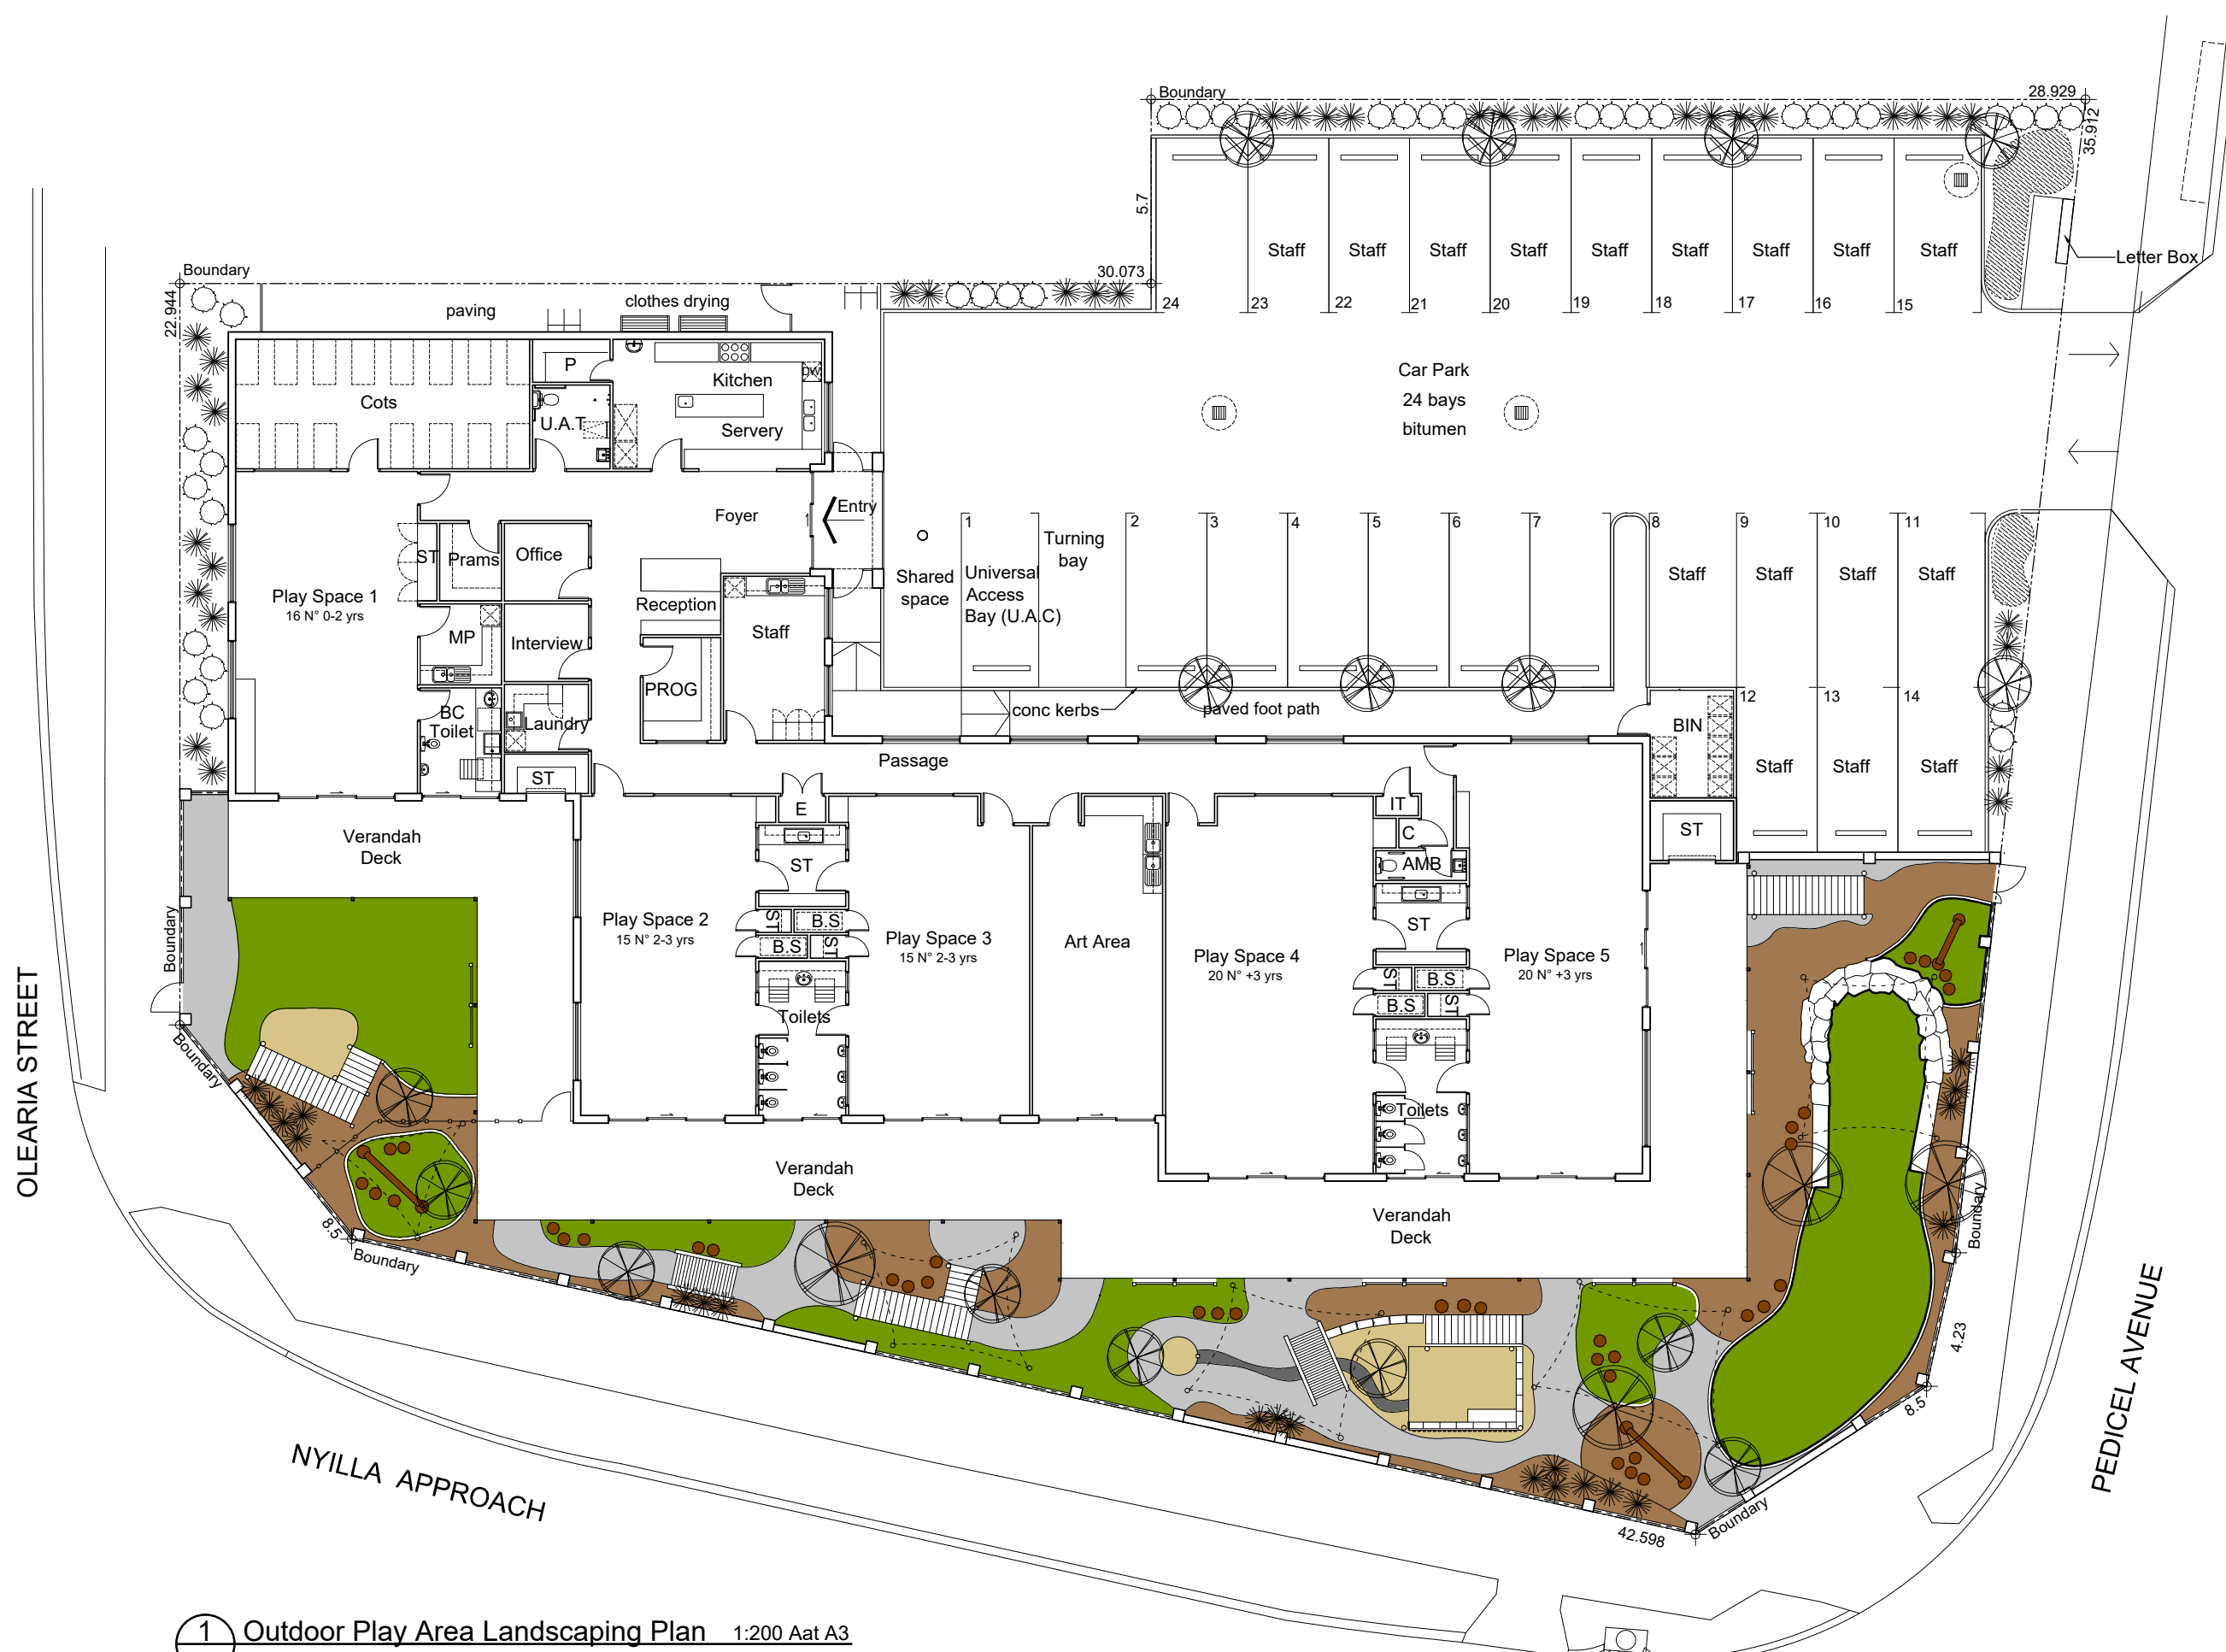 Boundary
28.929
35.912
5.7
Staff
Staff
Staff
Staff
Staff
Staff
Staff
Staff
Staff
Letter Box
24
23
22
21
20
19
18
17
16
15
Boundary
22.944
30.073
paving
clothes drying
P
Kitchen
DW
Cots
U.A.T
Servery
Car Park
24 bays
bitumen
Foyer
Entry
ST
Prams
Office
Play Space 1
16 N° 0-2 yrs
Reception
MP
Interview
Staff
PROG
BC
Toilet
Laundry
ST
Shared
space
1
Universal
Access
Bay (U.A.C)
Turning
bay
2
3
4
5
6
7
8
9
10
11
Staff
Staff
Staff
Staff
conc kerbs
paved foot path
BIN
12
13
14
Staff
Staff
Staff
Passage
E
IT
C
AMB
ST
Verandah
Deck
ST
ST
B.S
B.S
ST
Toilets
Play Space 2
15 N° 2-3 yrs
Play Space 3
15 N° 2-3 yrs
Art Area
Play Space 4
20 N° +3 yrs
ST
ST
B.S
B.S
ST
Toilets
Play Space 5
20 N° +3 yrs
Boundary
Boundary
8.5
Boundary
Verandah
Deck
Verandah
Deck
Boundary
4.23
8.5
Boundary
42.598
OLEARIA STREET
NYILLA APPROACH
PEDICEL AVENUE
1
Outdoor Play Area Landscaping Plan 1:200 Aat A3